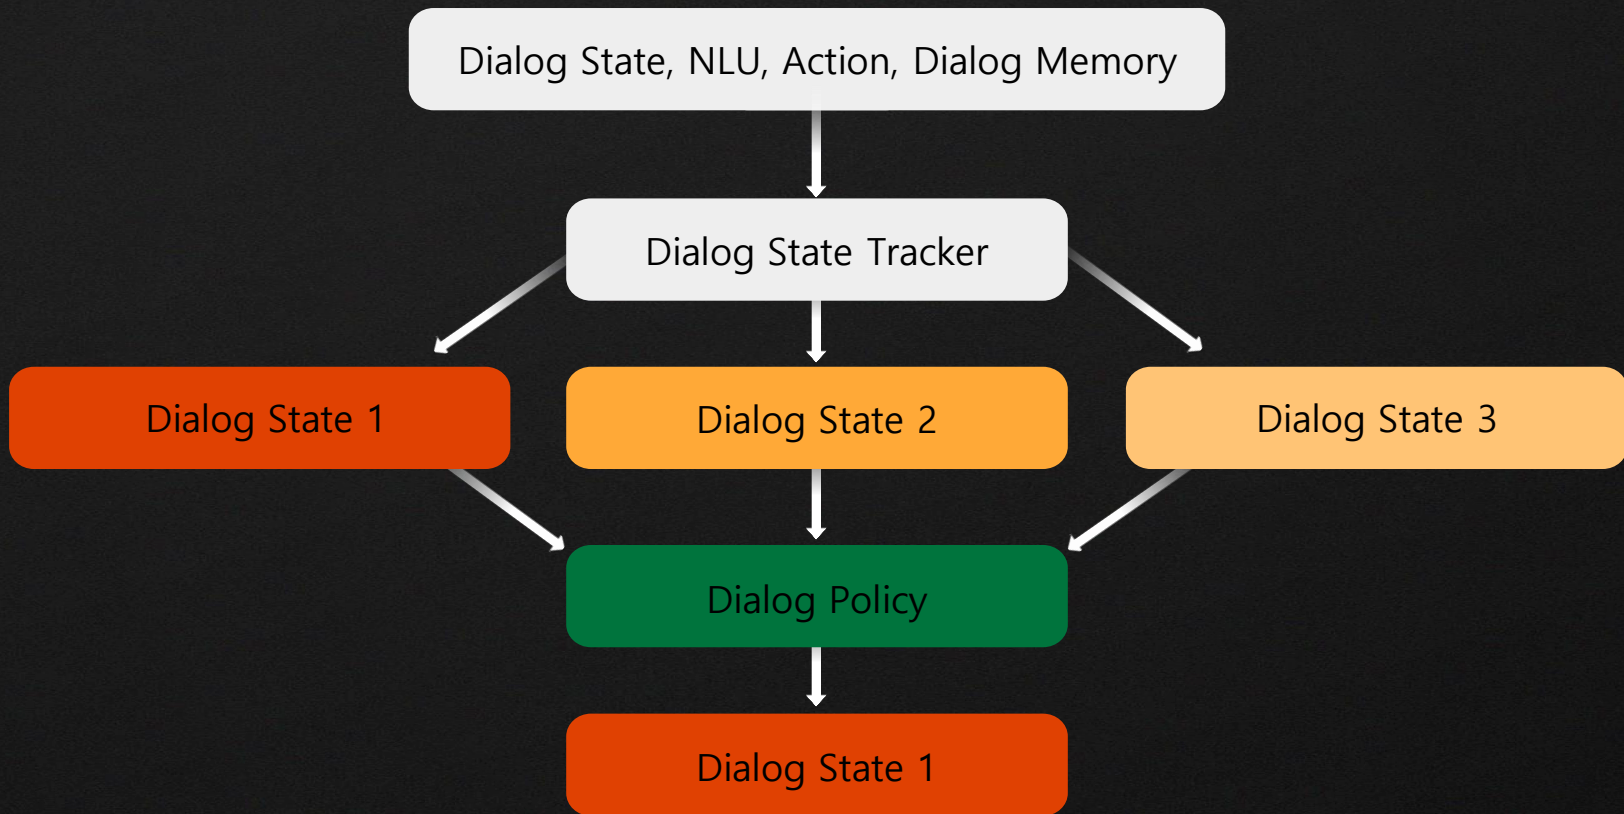 Dialog State, NLU, Action, Dialog Memory
Dialog State Tracker
Dialog State 1
Dialog State 2
Dialog State 3
Dialog Policy
Dialog State 1